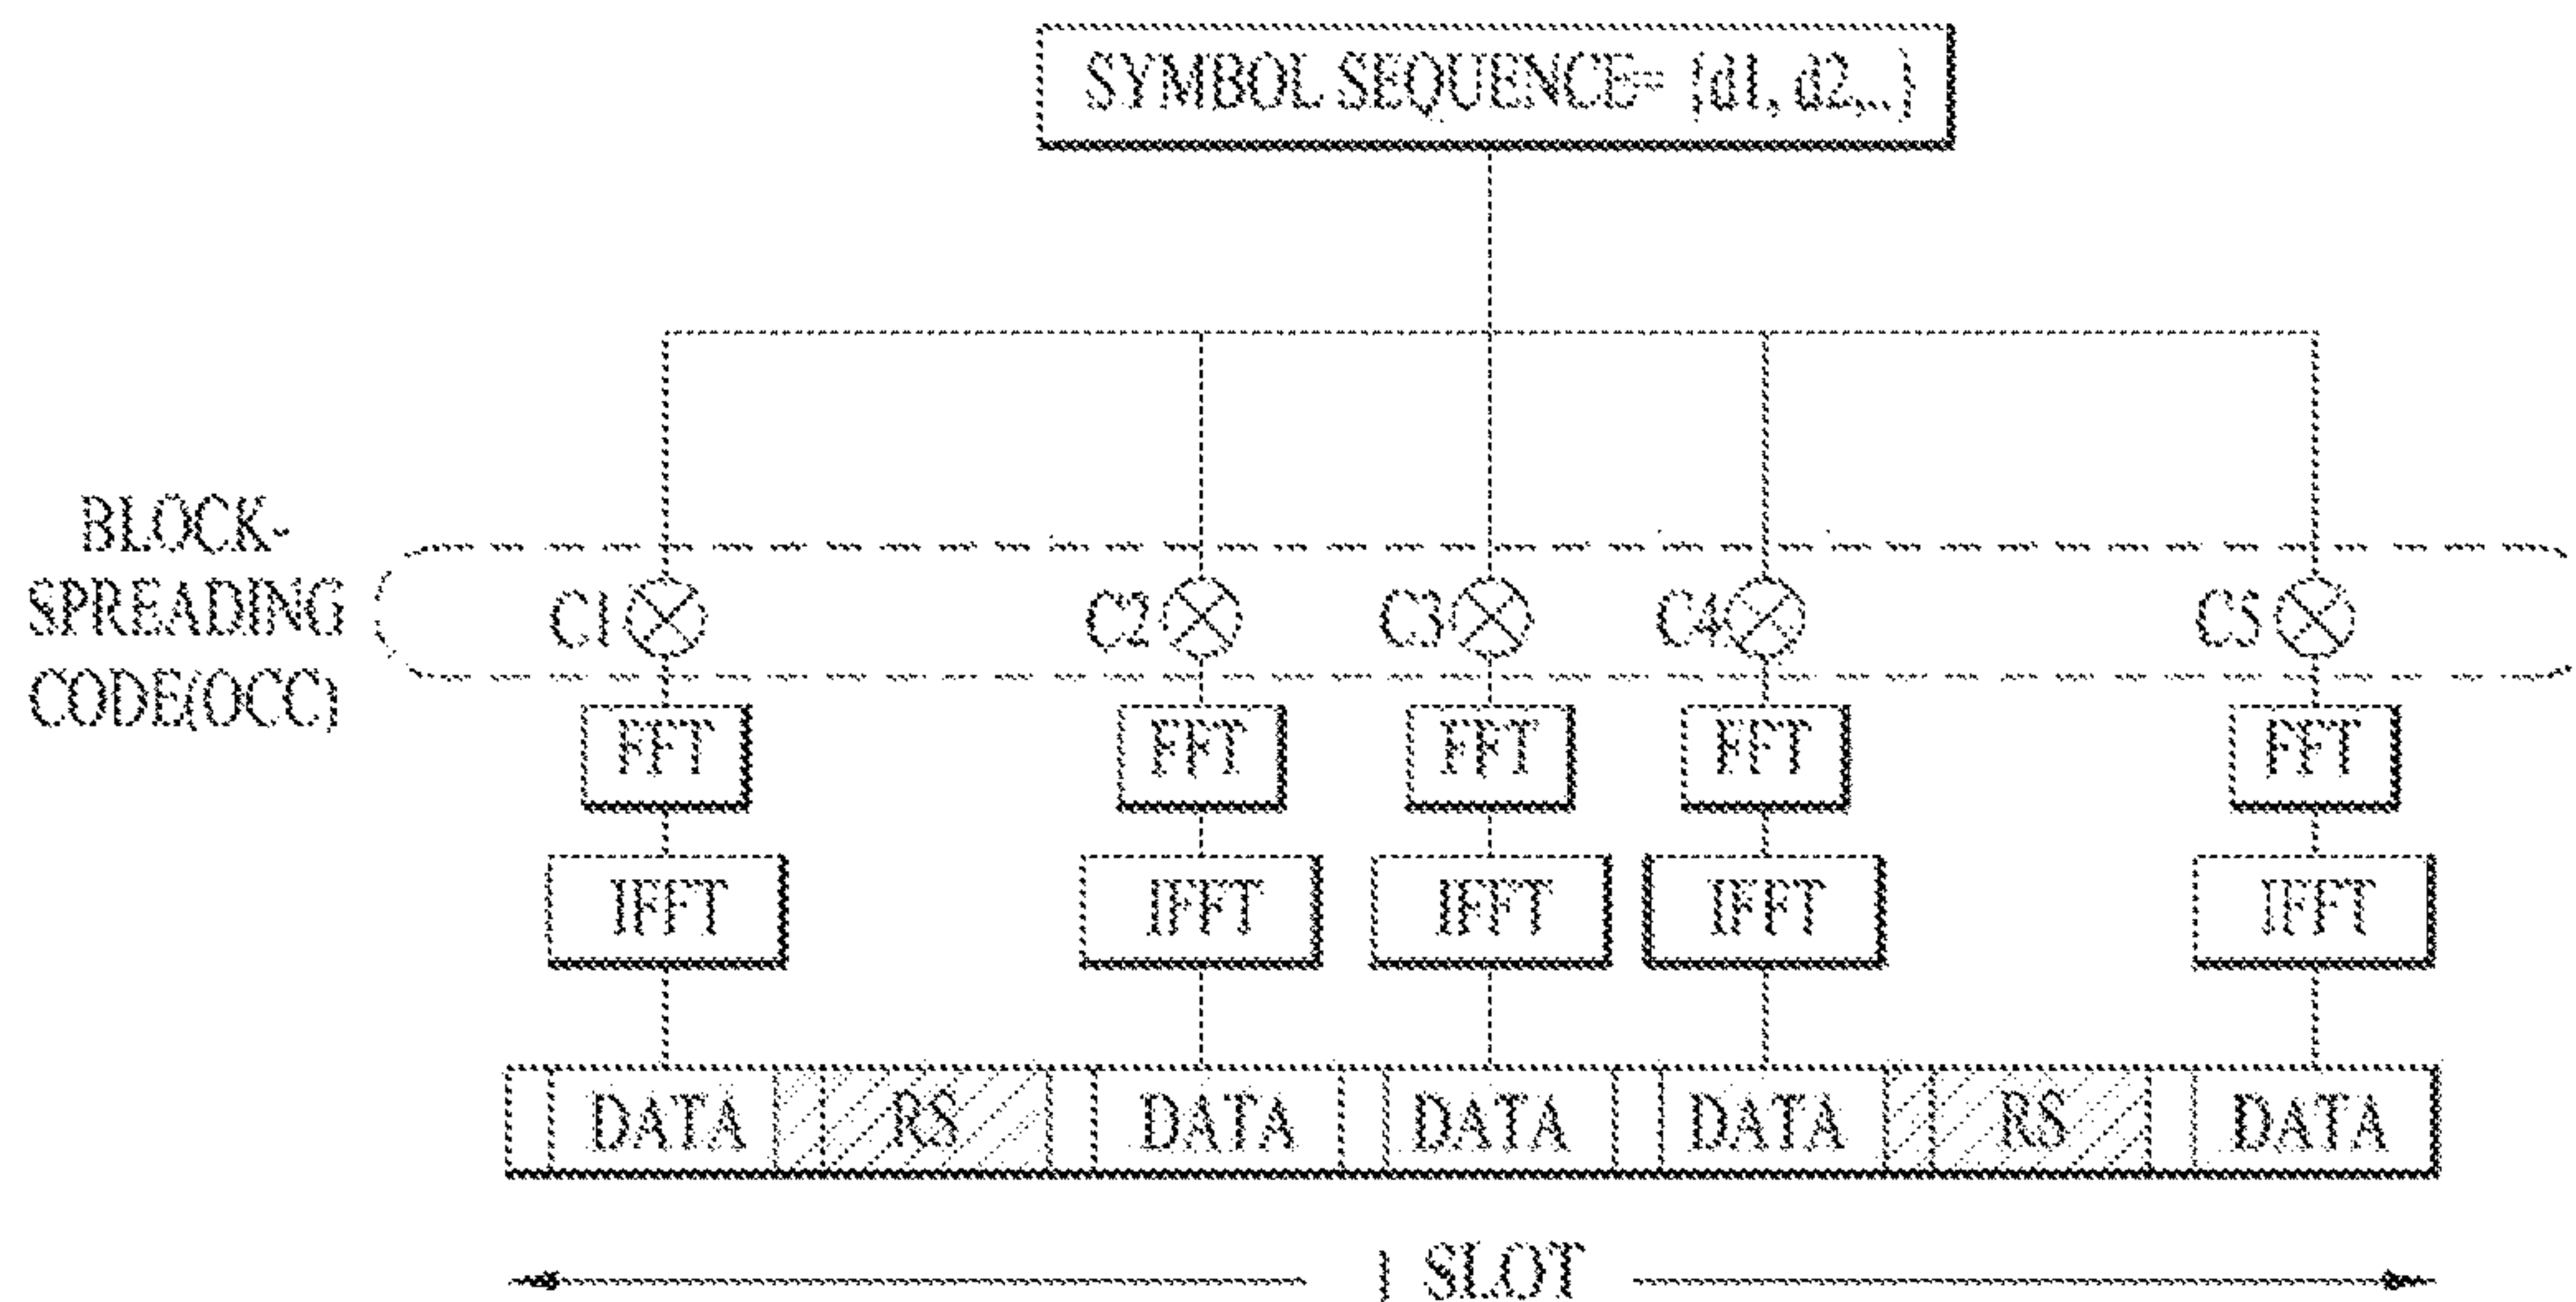 SYMBOL SEQUENCE= {d1, d2,..}
BLOCK-
SPREADING
CODE(OCC)
C1 C2 C3 C4 C5
FFT FFT FFT FFT FFT
IFFT IFFT IFFT IFFT IFFT
DATA RS DATA DATA DATA RS DATA
1 SLOT